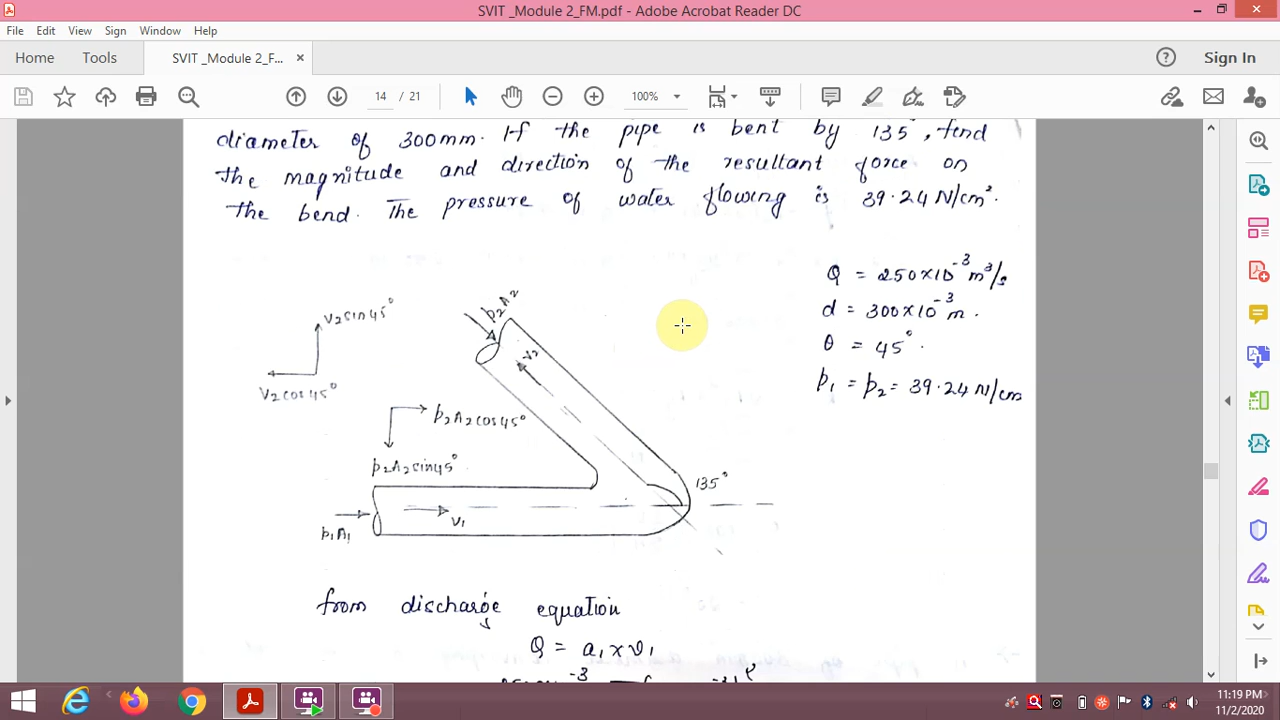 SVIT _Module 2_FM.pdf - Adobe Acrobat Reader DC
File Edit View Sign Window Help
Home Tools SVIT _Module 2_F... × Sign In
14 / 21 100%
diameter of 300mm. If the pipe is bent by 135°, find
the magnitude and direction of the resultant force on
the bend. The pressure of water flowing is 39.24 N/cm².
Q = 250×10⁻³ m³/s
d = 300×10⁻³ m.
θ = 45°.
p₁ = p₂ = 39.24 N/cm
p₂A₂
V₂sin45°
V₂
V₂cos45°
p₂A₂cos45°
p₂A₂sin45°
135°
p₁A₁
V₁
from discharge equation
Q = a₁×v₁
11:19 PM
11/2/2020